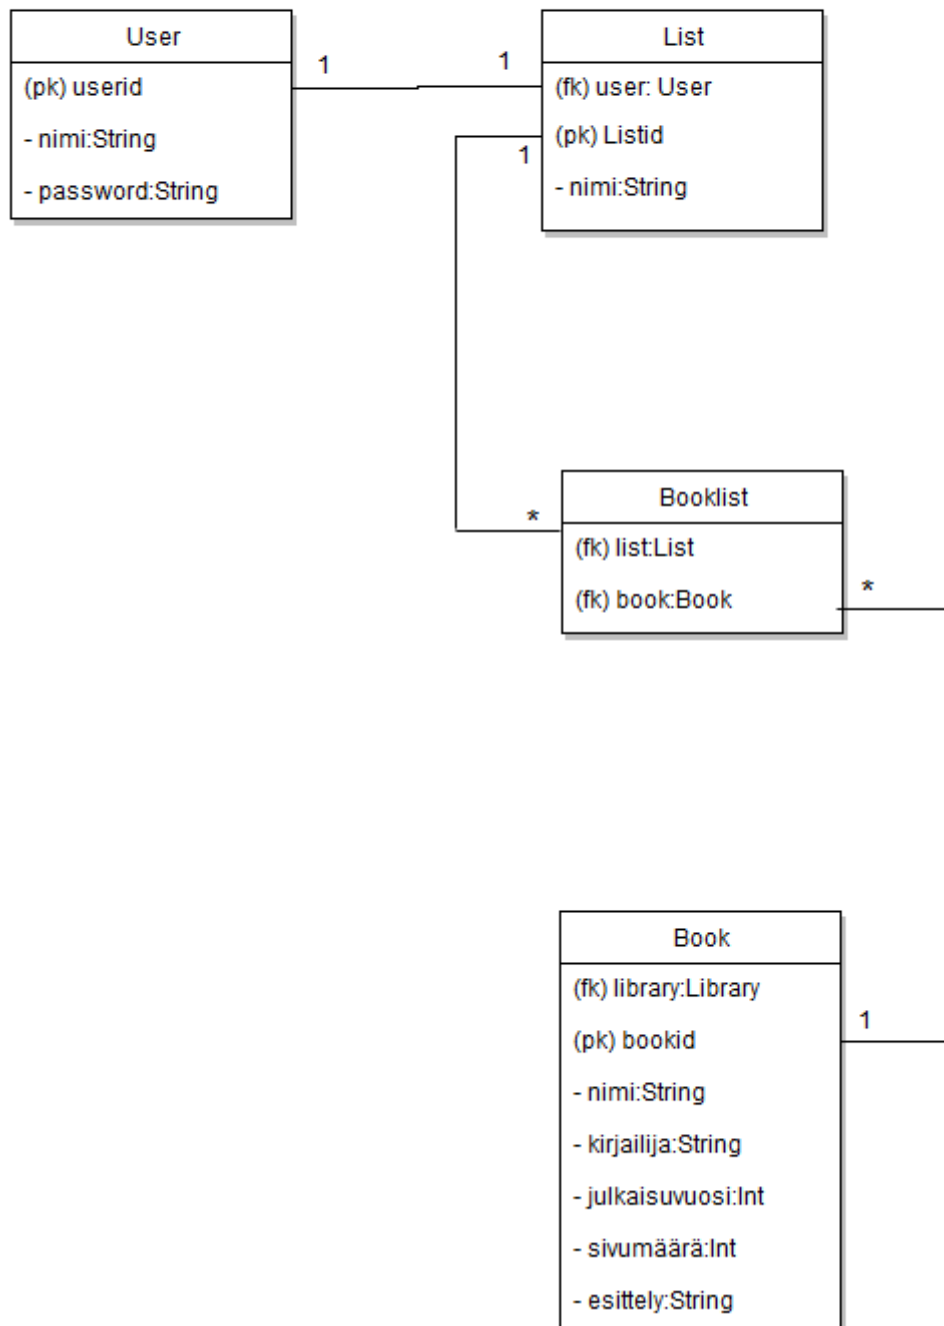 User
(pk) userid
- nimi:String
- password:String
1
1
List
(fk) user: User
(pk) Listid
- nimi:String
1
*
Booklist
(fk) list:List
(fk) book:Book
*
Book
(fk) library:Library
(pk) bookid
- nimi:String
- kirjailija:String
- julkaisuvuosi:Int
- sivumäärä:Int
- esittely:String
1